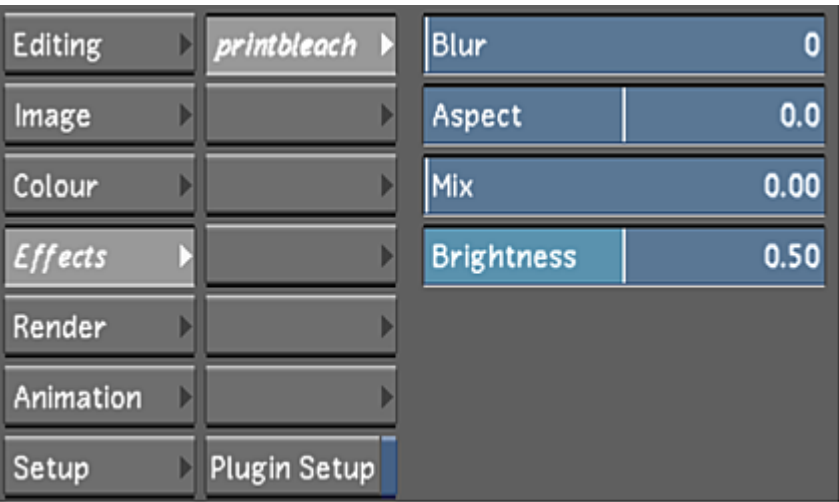 Editing printbleach Blur 0
Image Aspect 0.0
Colour Mix 0.00
Effects Brightness 0.50
Render
Animation
Setup Plugin Setup